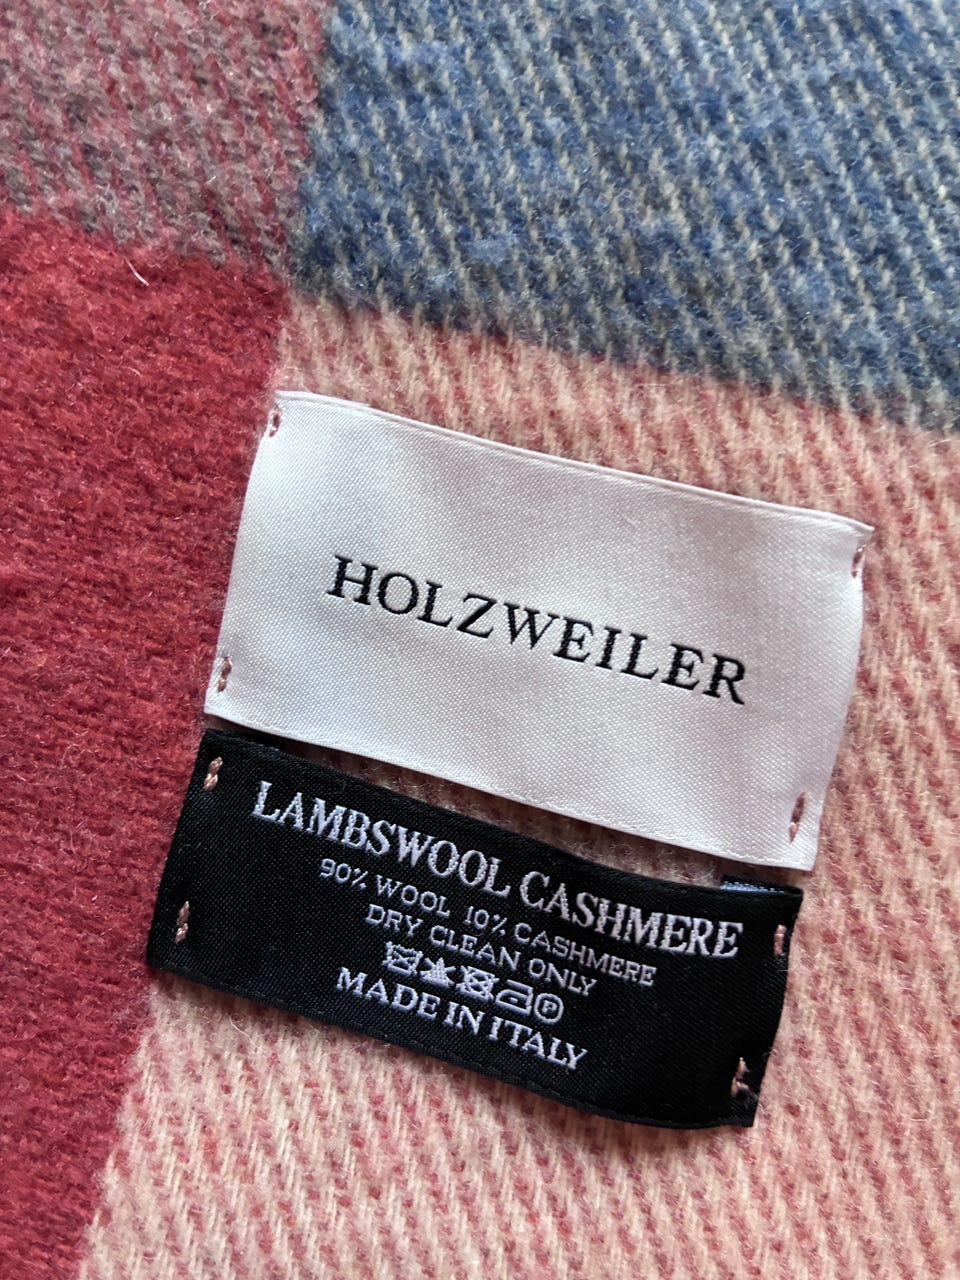 HOLZWEILER
LAMBSWOOL CASHMERE
90% WOOL 10% CASHMERE
DRY CLEAN ONLY
P
MADE IN ITALY